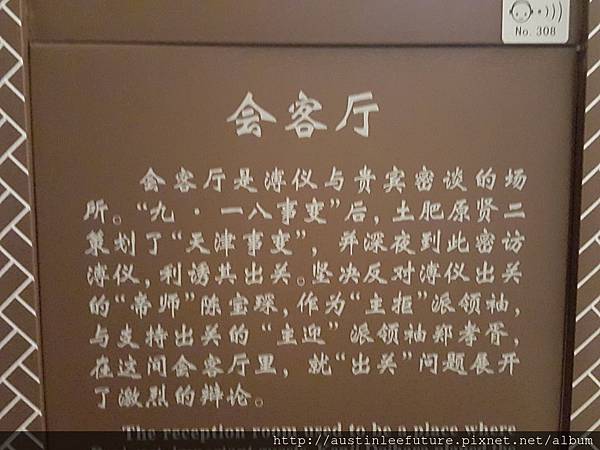 No. 308
会客厅
会客厅是溥仪与贵宾密谈的场
所。“九·一八事变”后，土肥原贤二
策划了“天津事变”，并深夜到此密访
溥仪，利诱其出关。坚决反对溥仪出关
的“帝师”陈宝琛，作为“主拒”派领袖，
与支持出关的“主迎”派领袖郑孝胥，
在这间会客厅里，就“出关”问题展开
了激烈的辩论。
The reception room used to be a place where
http://austinleefuture.pixnet.net/album